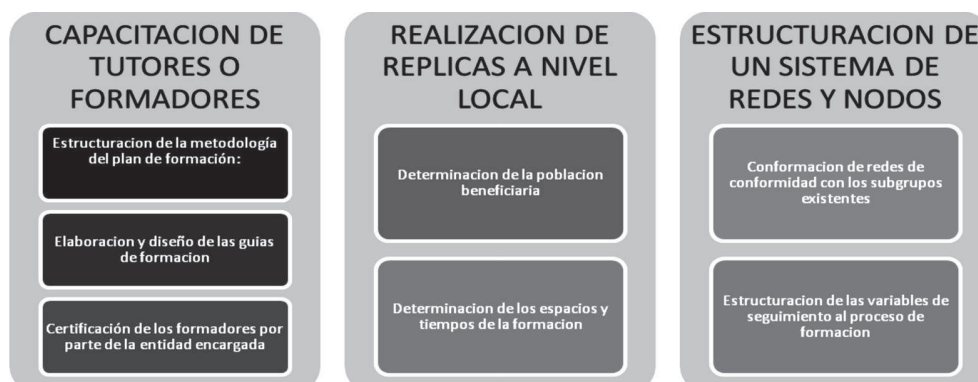 CAPACITACION DE
TUTORES O
FORMADORES
Estructuracion de la metodología
del plan de formación:
Elaboracion y diseño de las guias
de formacion
Certificación de los formadores por
parte de la entidad encargada
REALIZACION DE
REPLICAS A NIVEL
LOCAL
Determinacion de la poblacion
beneficiaria
Determinacion de los espacios y
tiempos de la formacion
ESTRUCTURACION DE
UN SISTEMA DE
REDES Y NODOS
Conformacion de redes de
conformidad con los subgrupos
existentes
Estructuracion de las variables de
seguimiento al proceso de
formacion